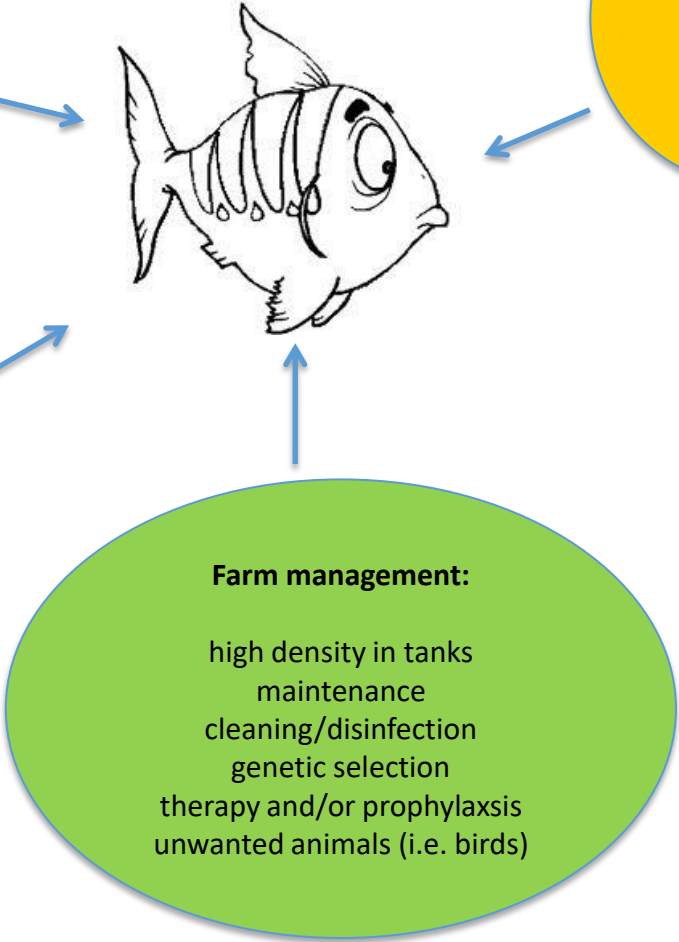 Farm management:
high density in tanks
maintenance
cleaning/disinfection
genetic selection
therapy and/or prophylaxsis
unwanted animals (i.e. birds)